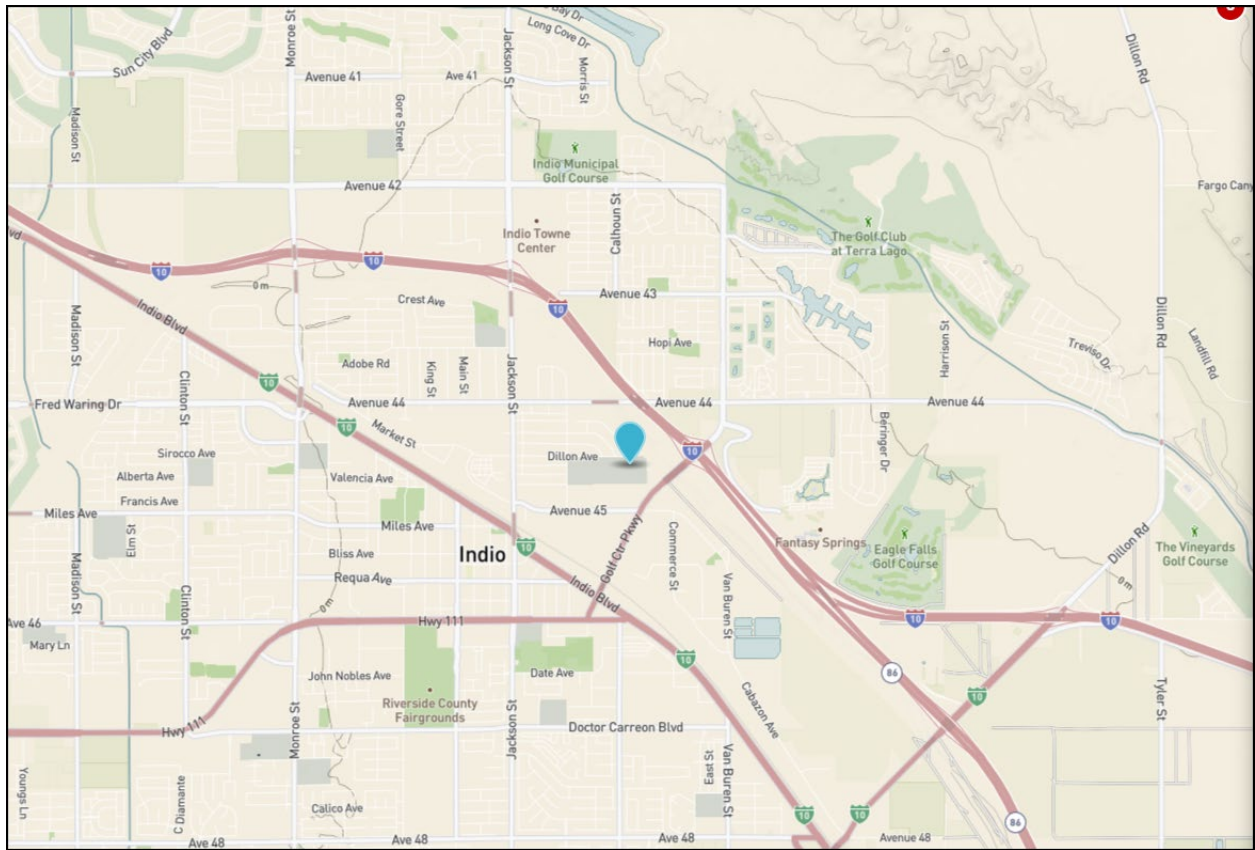 Bay Dr
Long Cove Dr
Sun City Blvd
Monroe St
Jackson St
Dillon Rd
Avenue 41
Ave 41
Morris St
Gore Street
Madison St
Indio Municipal
Golf Course
Avenue 42
Fargo Cany
Calhoun St
Indio Towne
Center
The Golf Club
at Terra Lago
lvd
10
10
0 m
Avenue 43
Crest Ave
10
Indio Blvd
Madison St
Dillon Rd
Harrison St
Landfill Rd
Hopi Ave
Treviso Dr
Adobe Rd
King St
Main St
Jackson St
Clinton St
10
Fred Waring Dr
Avenue 44
Avenue 44
Avenue 44
10
Market St
Beringer Dr
Sirocco Ave
Dillon Ave
10
Alberta Ave
Valencia Ave
Francis Ave
Miles Ave
Avenue 45
Miles Ave
Elm St
Golf Ctr Pkwy
Commerce St
Fantasy Springs
Eagle Falls
Golf Course
Dillon Rd
The Vineyards
Golf Course
Indio
10
Bliss Ave
Requa Ave
Indio Blvd
Van Buren St
0 m
0 m
Madison St
Clinton St
Ave 46
Hwy 111
10
10
Mary Ln
10
86
John Nobles Ave
Date Ave
Cabazon Ave
10
Riverside County
Fairgrounds
Tyler St
Hwy 111
Monroe St
Jackson St
Doctor Carreon Blvd
East St
Van Buren St
Youngs Ln
C Diamante
Calico Ave
10
10
86
Ave 48
Ave 48
Ave 48
Avenue 48